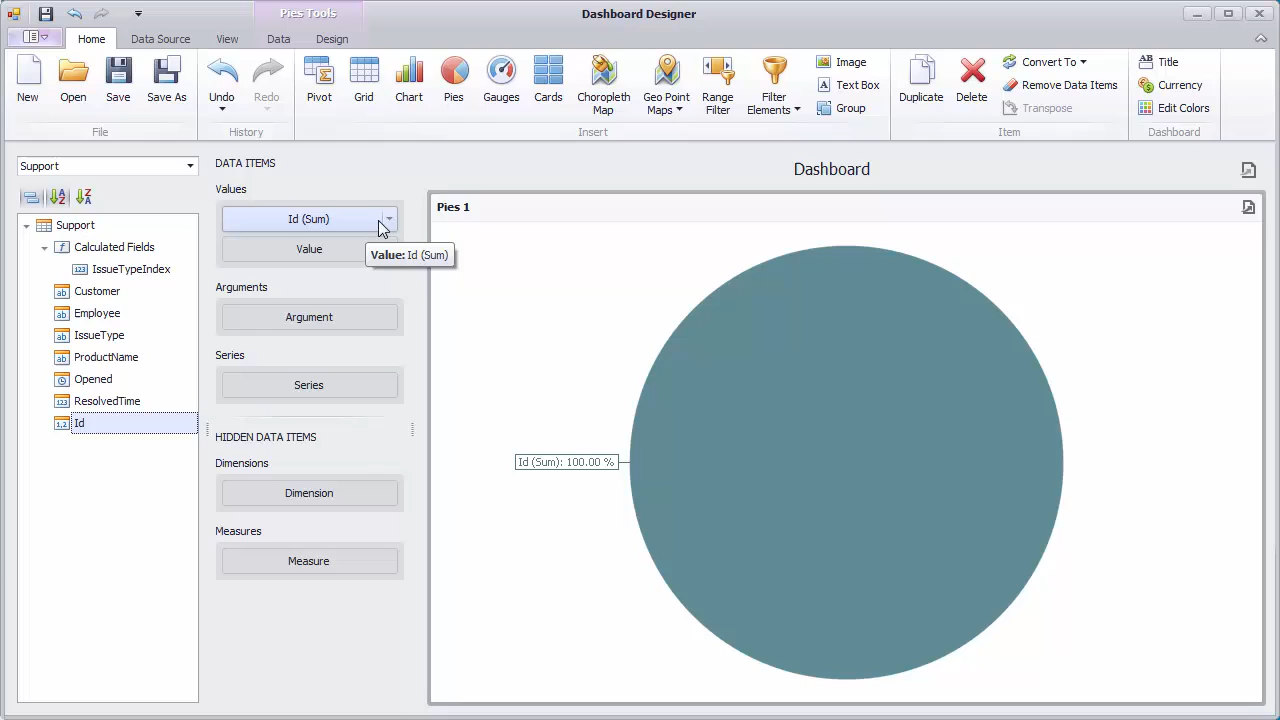 Pies Tools
Dashboard Designer
Home
Data Source
View
Data
Design
New
Open
Save
Save As
Undo
Redo
Pivot
Grid
Chart
Pies
Gauges
Cards
Choropleth
Map
Geo Point
Maps
Range
Filter
Filter
Elements
Image
Text Box
Group
Duplicate
Delete
Convert To
Remove Data Items
Transpose
Title
Currency
Edit Colors
File
History
Insert
Item
Dashboard
Support
Support
Calculated Fields
IssueTypeIndex
Customer
Employee
IssueType
ProductName
Opened
ResolvedTime
Id
DATA ITEMS
Values
Id (Sum)
Value
Value: Id (Sum)
Arguments
Argument
Series
Series
HIDDEN DATA ITEMS
Dimensions
Dimension
Measures
Measure
Dashboard
Pies 1
Id (Sum): 100.00 %